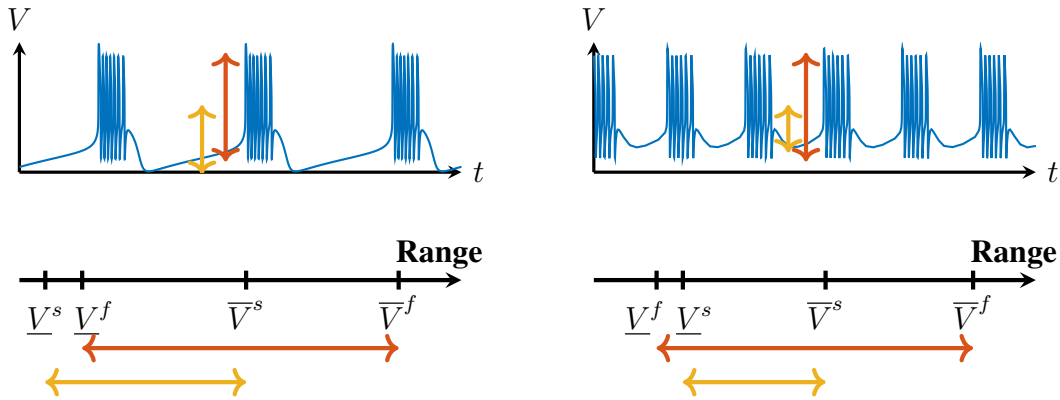 V
t
V
t
Range
V̲ˢ V̲ᶠ V̅ˢ V̅ᶠ
Range
V̲ᶠ V̲ˢ V̅ˢ V̅ᶠ